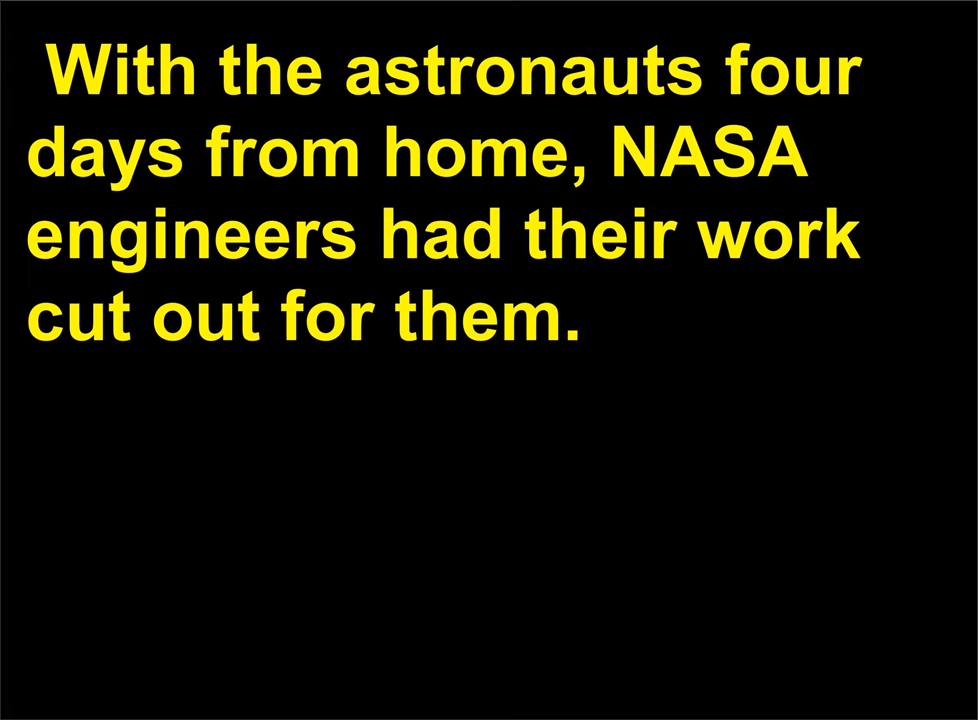 With the astronauts four
days from home, NASA
engineers had their work
cut out for them.